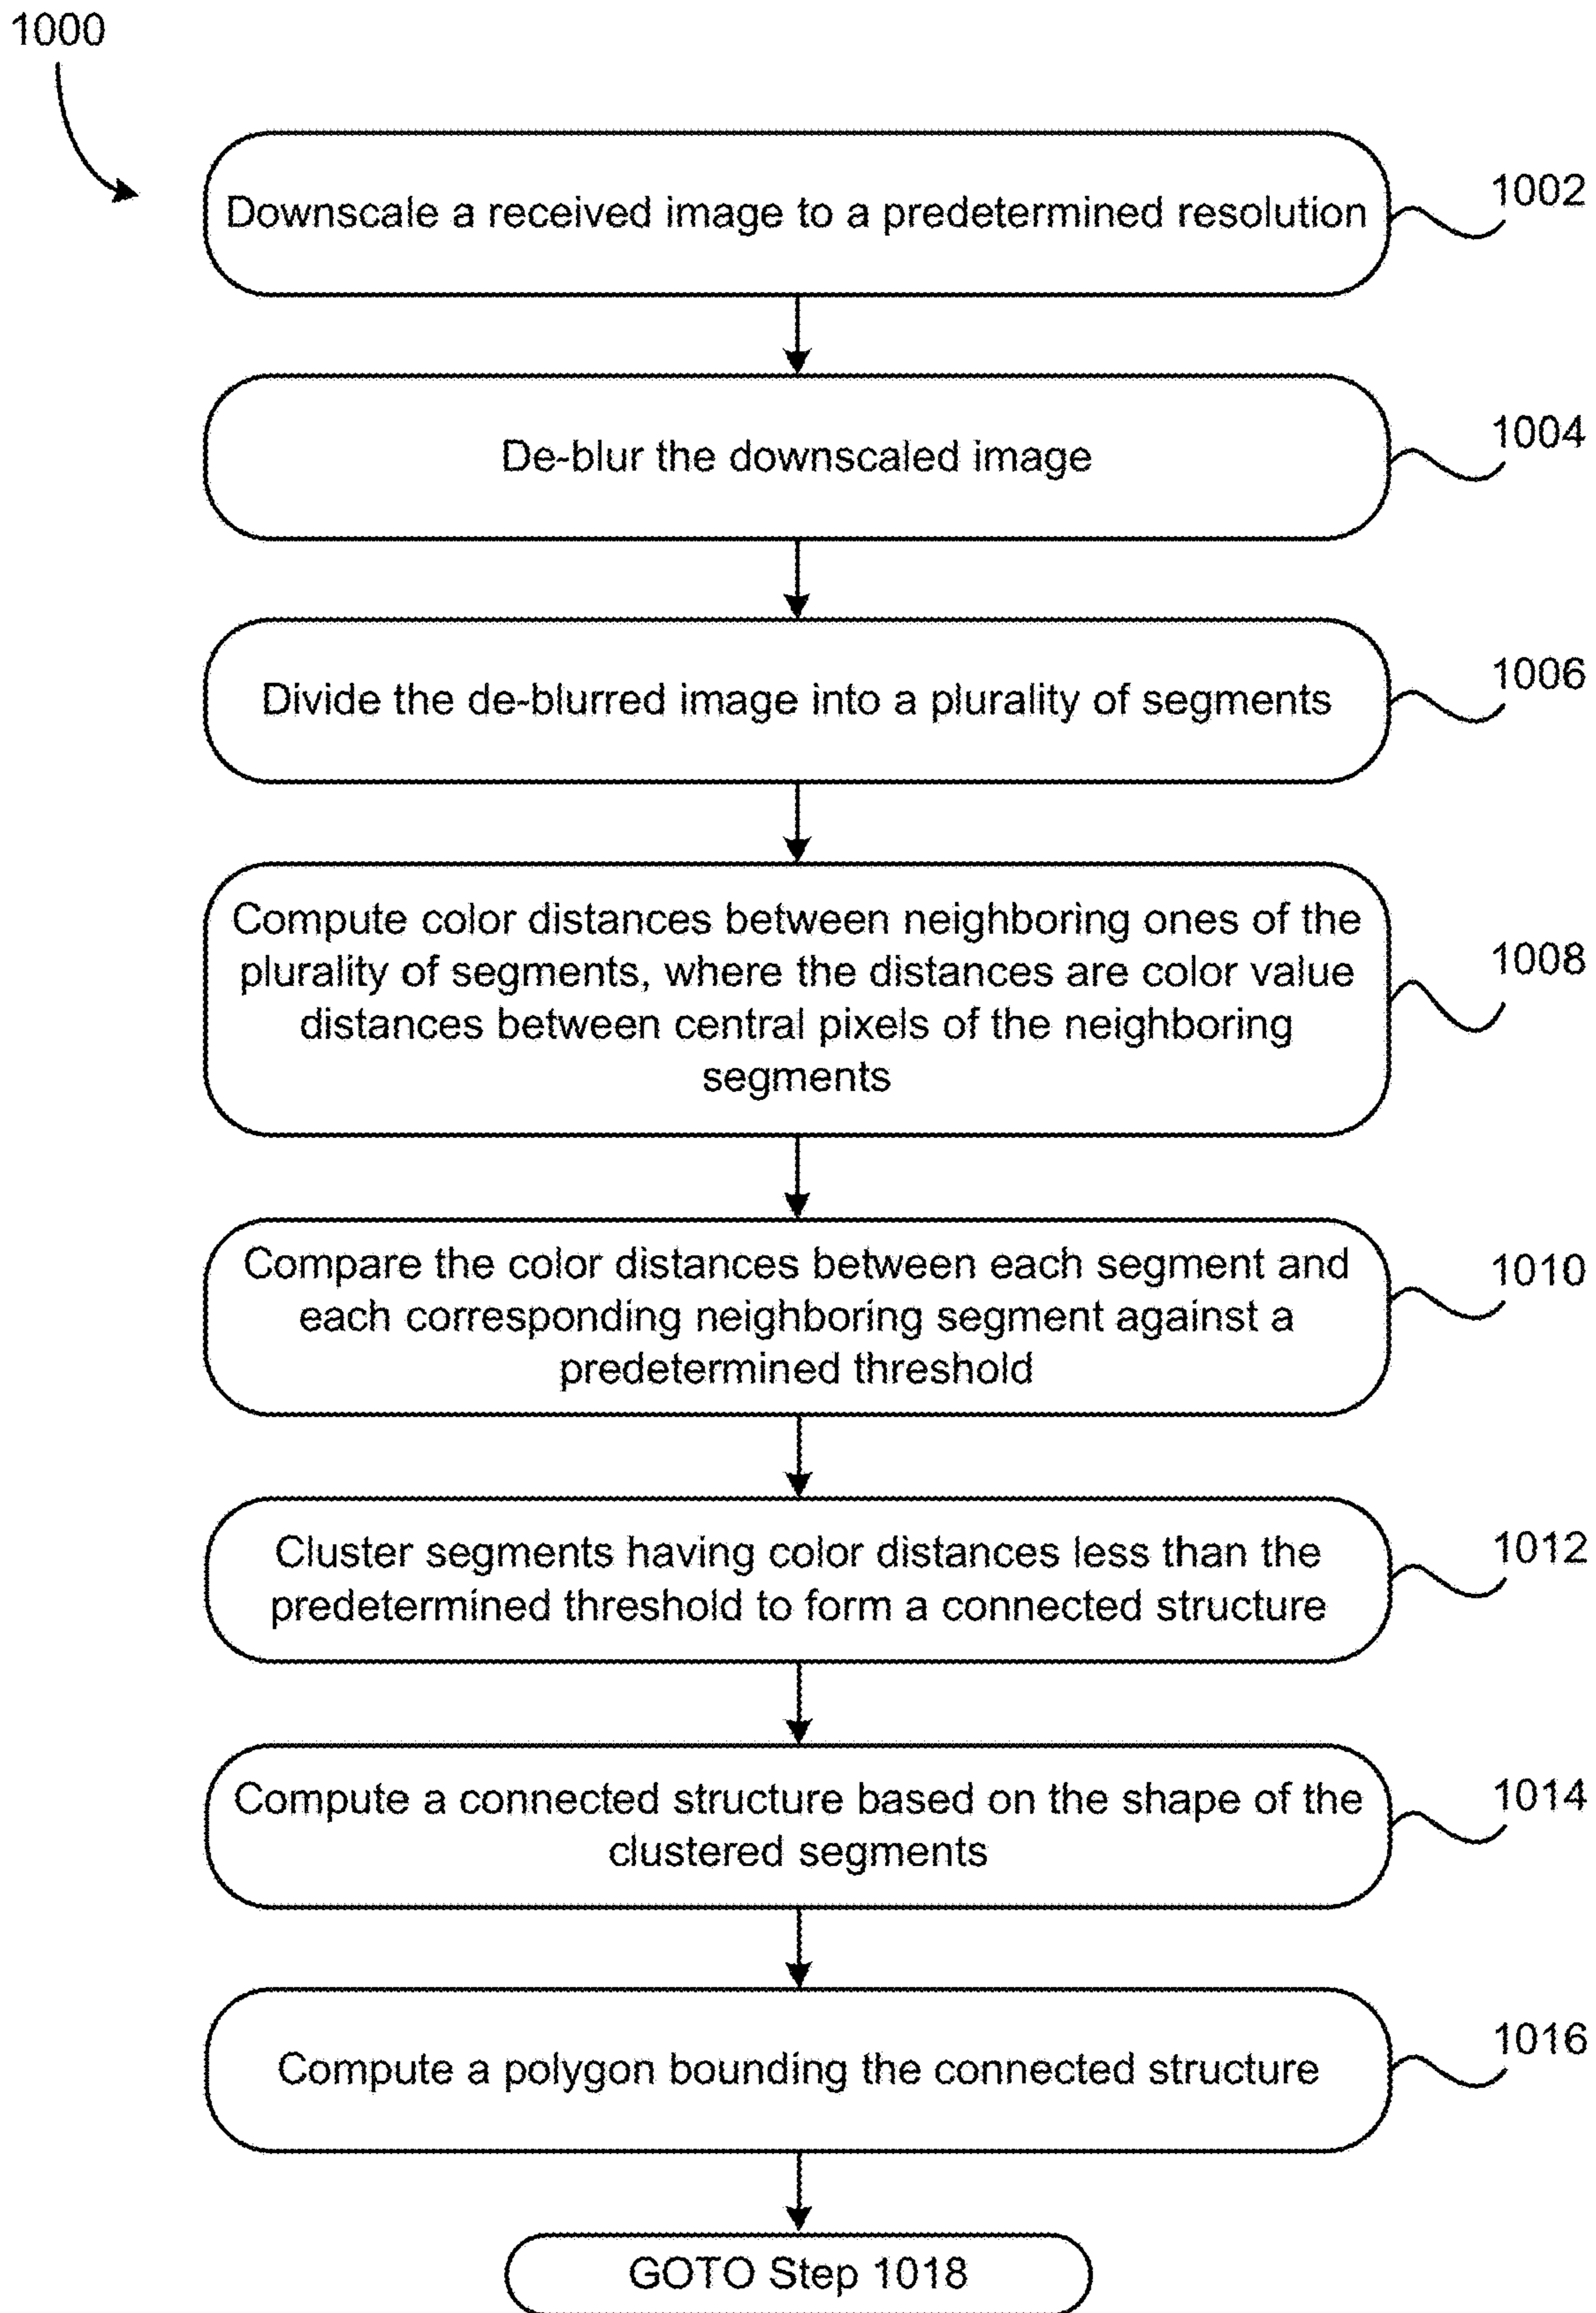 1000
Downscale a received image to a predetermined resolution
1002
De-blur the downscaled image
1004
Divide the de-blurred image into a plurality of segments
1006
Compute color distances between neighboring ones of the
plurality of segments, where the distances are color value
distances between central pixels of the neighboring
segments
1008
Compare the color distances between each segment and
each corresponding neighboring segment against a
predetermined threshold
1010
Cluster segments having color distances less than the
predetermined threshold to form a connected structure
1012
Compute a connected structure based on the shape of the
clustered segments
1014
Compute a polygon bounding the connected structure
1016
GOTO Step 1018